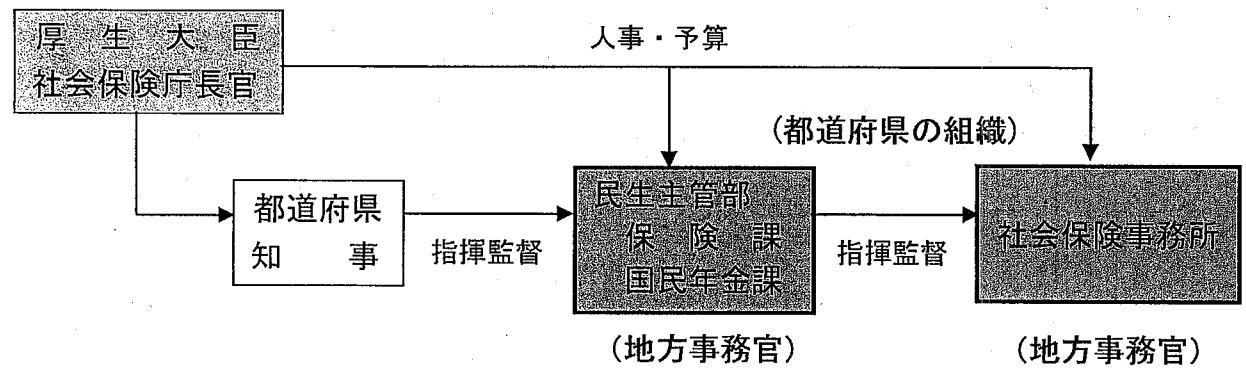 厚生大臣
社会保険庁長官
人事・予算
(都道府県の組織)
都道府県
知事
指揮監督
民生主管部
保険課
国民年金課
指揮監督
社会保険事務所
(地方事務官)
(地方事務官)